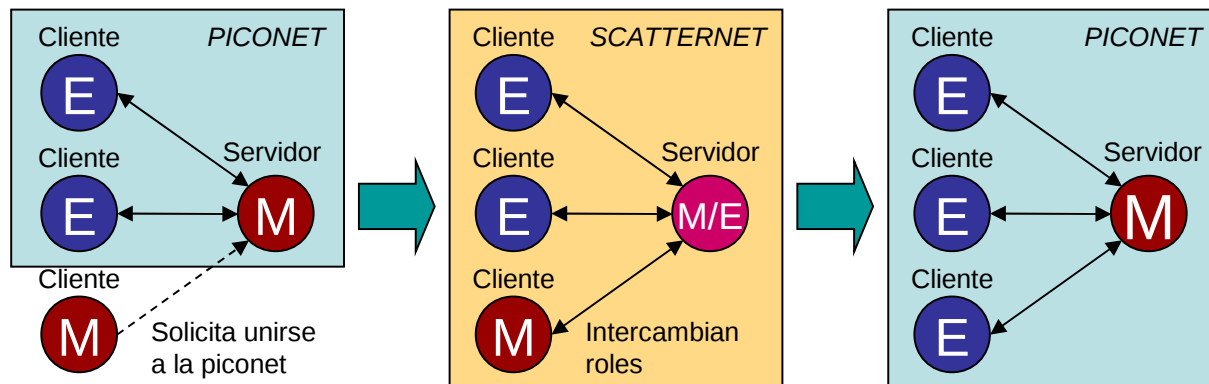 Cliente
PICONET
E
Cliente
Servidor
E
M
Cliente
M
Solicita unirse
a la piconet
Cliente
SCATTERNET
E
Cliente
Servidor
E
M/E
Cliente
M
Intercambian
roles
Cliente
PICONET
E
Cliente
Servidor
E
M
Cliente
E